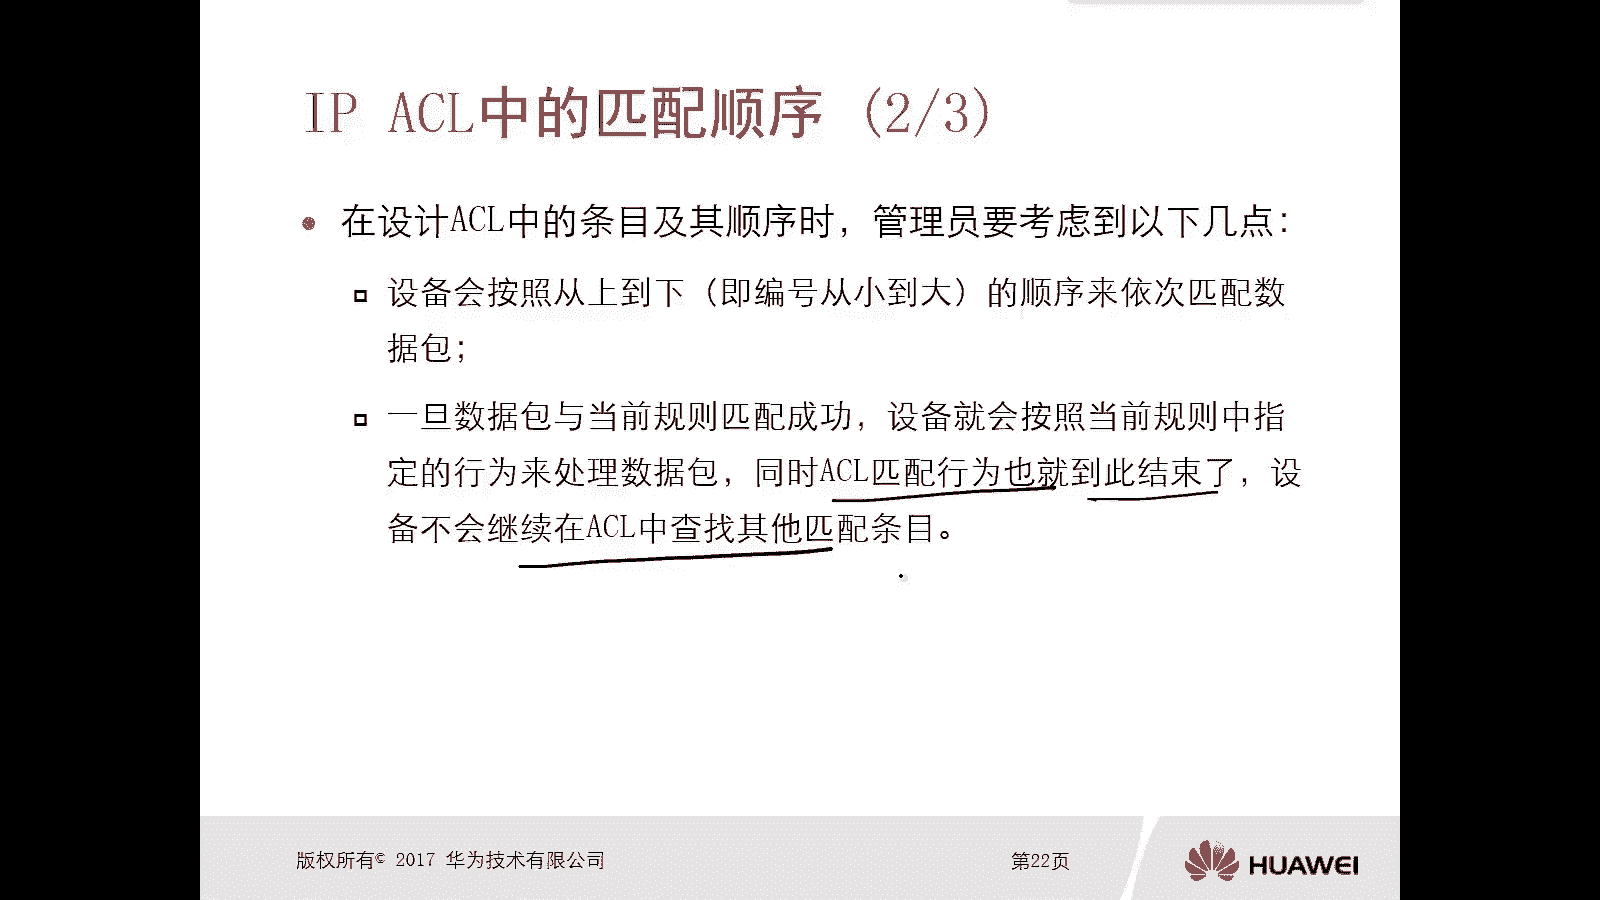 IP ACL中的匹配顺序 (2/3)
在设计ACL中的条目及其顺序时，管理员要考虑到以下几点：
设备会按照从上到下（即编号从小到大）的顺序来依次匹配数
据包；
一旦数据包与当前规则匹配成功，设备就会按照当前规则中指
定的行为来处理数据包，同时ACL匹配行为也就到此结束了，设
备不会继续在ACL中查找其他匹配条目。
版权所有© 2017 华为技术有限公司
第22页
HUAWEI